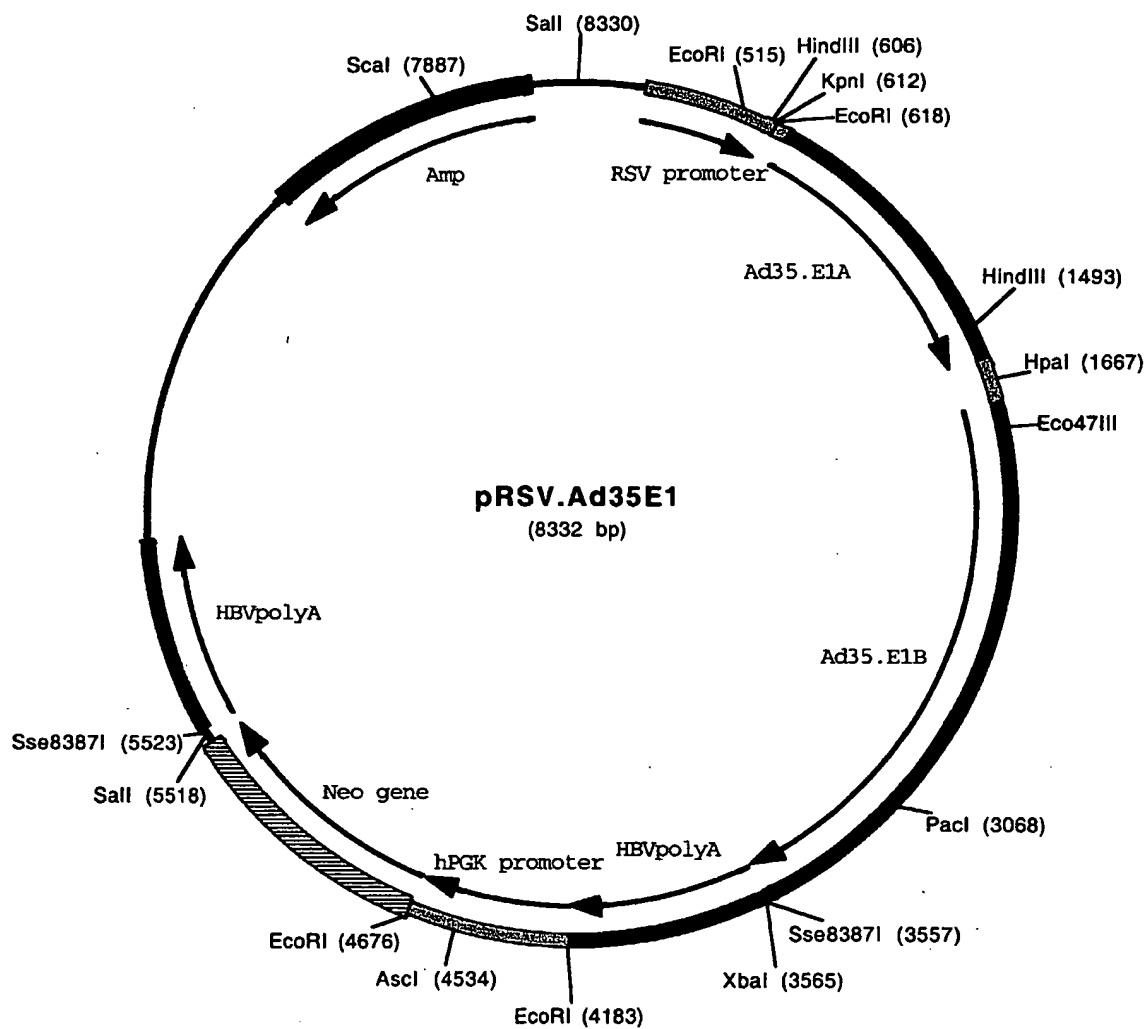 SalI (8330)
ScaI (7887)
EcoRI (515)
HindIII (606)
KpnI (612)
EcoRI (618)
Amp
RSV promoter
Ad35.E1A
HindIII (1493)
HpaI (1667)
Eco47III
pRSV.Ad35E1
(8332 bp)
HBVpolyA
Ad35.E1B
Sse8387I (5523)
SalI (5518)
Neo gene
PacI (3068)
hPGK promoter
HBVpolyA
EcoRI (4676)
AscI (4534)
Sse8387I (3557)
XbaI (3565)
EcoRI (4183)